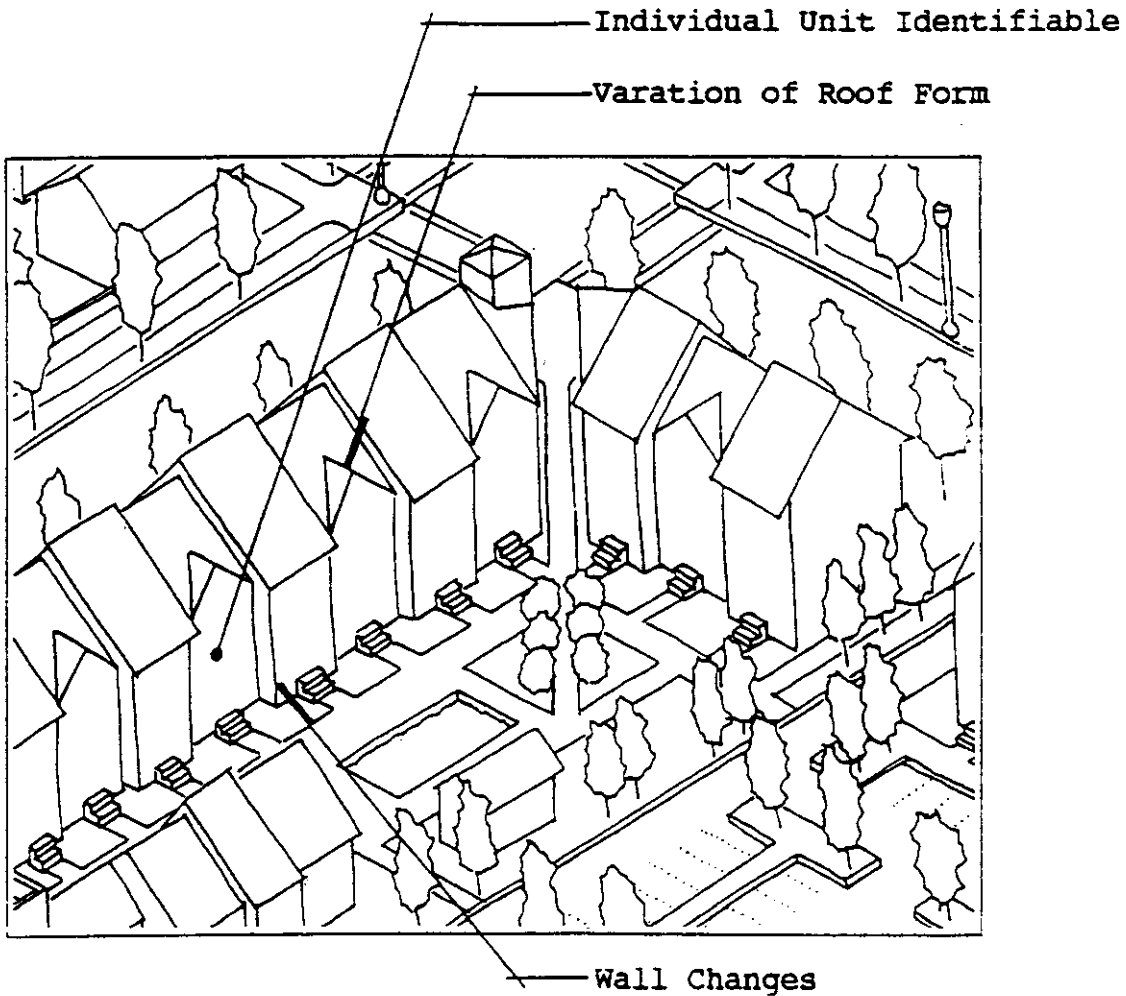 Individual Unit Identifiable
Varation of Roof Form
Wall Changes